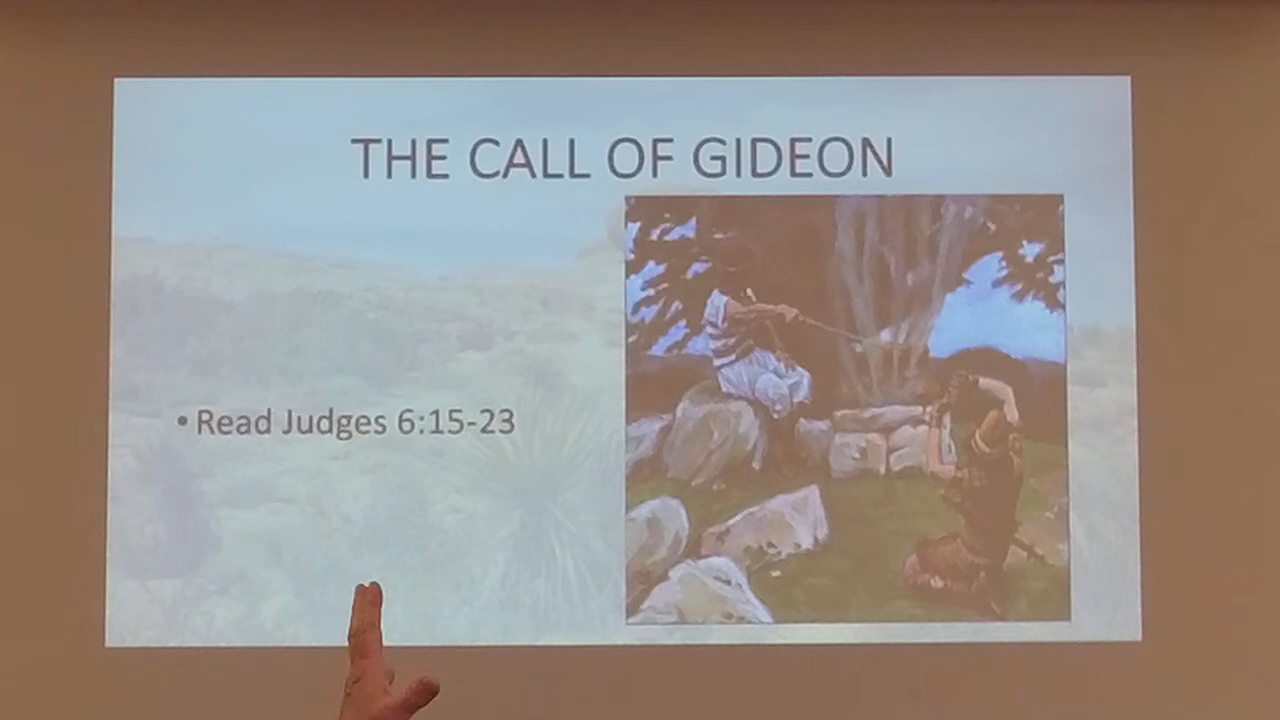 THE CALL OF GIDEON
• Read Judges 6:15-23